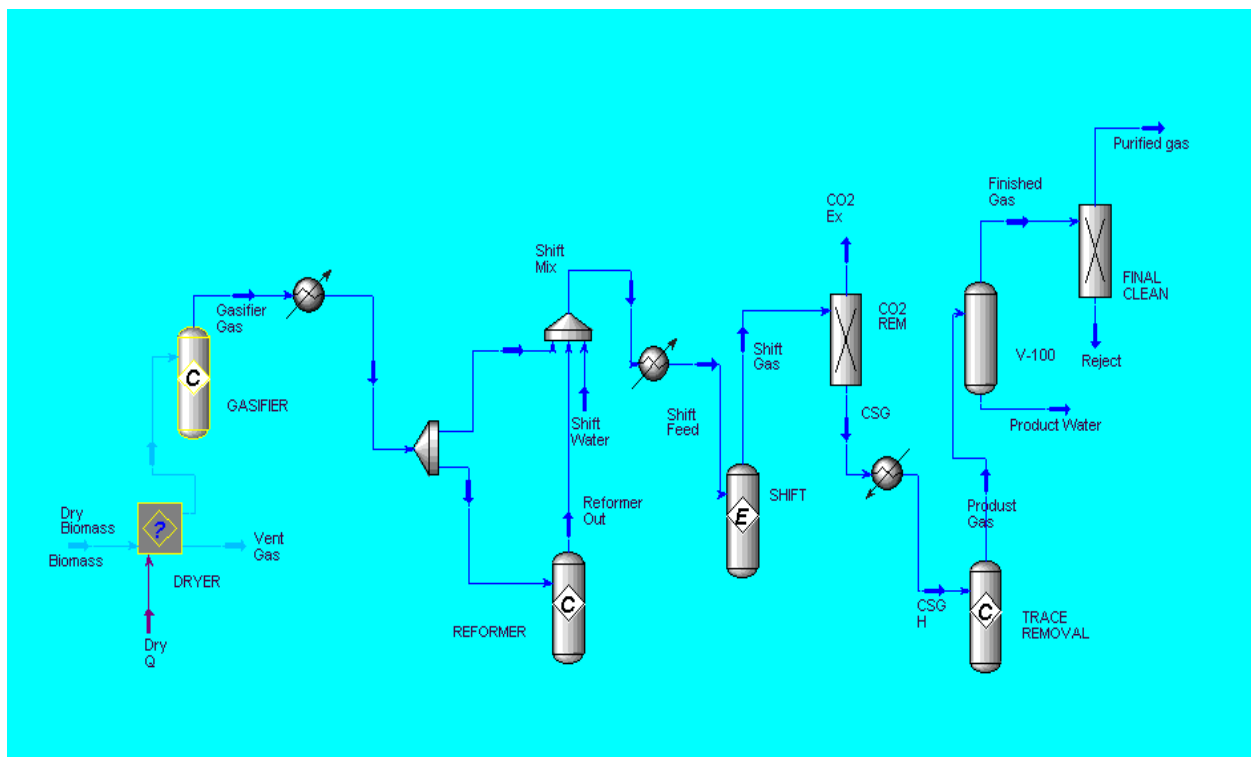 Purified gas
Finished
Gas
CO2
Ex
Shift
Mix
FINAL
CLEAN
Gasifier
Gas
CO2
REM
Shift
Gas
V-100
Reject
C
GASIFIER
Shift
Water
Shift
Feed
CSG
Product Water
Dry
Biomass
Biomass
?
Vent
Gas
DRYER
Reformer
Out
SHIFT
E
Produst
Gas
Dry
Q
REFORMER
C
CSG
H
C
TRACE
REMOVAL